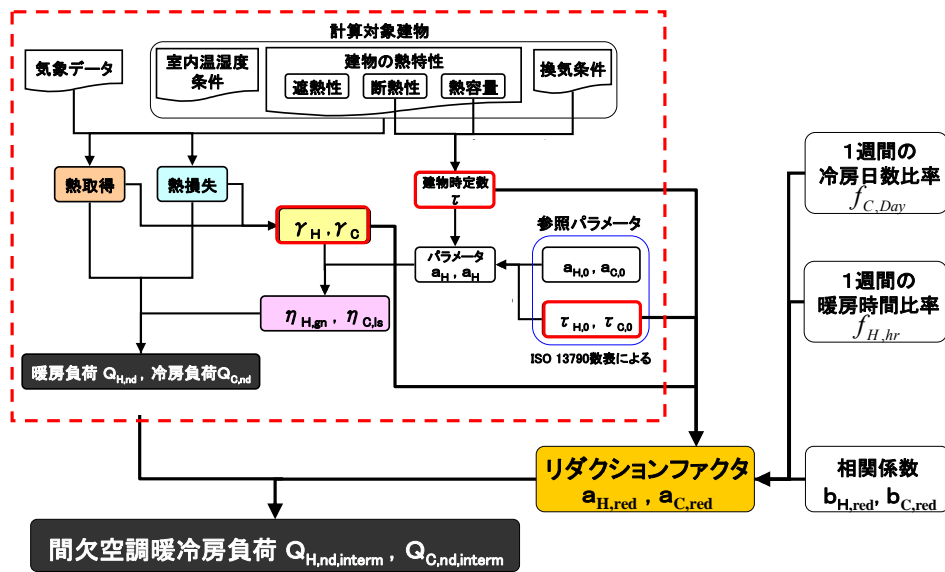 計算対象建物
気象データ
室内温湿度
条件
建物の熱特性
遮熱性
断熱性
熱容量
換気条件
熱取得
熱損失
建物時定数
τ
γH , γC
パラメータ
aH , aH
参照パラメータ
aH,0 , aC,0
τH,0 , τC,0
ISO 13790数表による
ηH,gn , ηC,ls
暖房負荷 QH,nd , 冷房負荷QC,nd
1週間の
冷房日数比率
fC,Day
1週間の
暖房時間比率
fH,hr
相関係数
bH,red, bC,red
リダクションファクタ
aH,red , aC,red
間欠空調暖冷房負荷 QH,nd,interm , QC,nd,interm